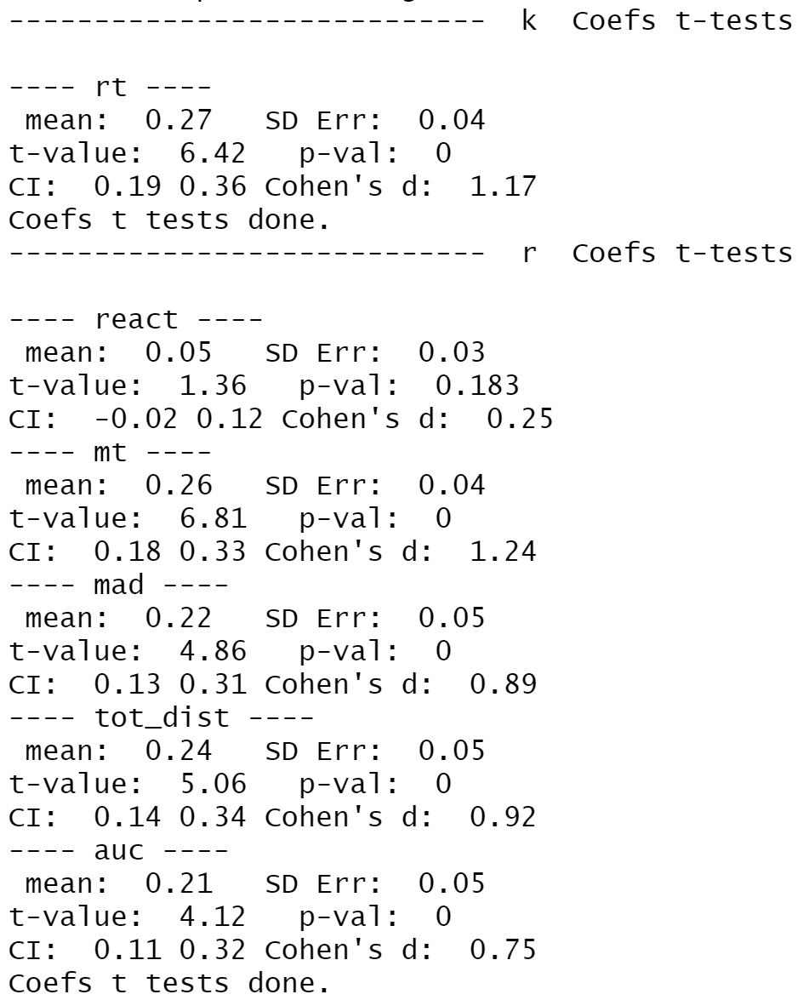 ----------------------------  k  Coefs t-tests
---- rt ----
 mean:  0.27   SD Err:  0.04
t-value:  6.42   p-val:  0
CI:  0.19 0.36 Cohen's d:  1.17
Coefs t tests done.
----------------------------  r  Coefs t-tests
---- react ----
 mean:  0.05   SD Err:  0.03
t-value:  1.36   p-val:  0.183
CI:  -0.02 0.12 Cohen's d:  0.25
---- mt ----
 mean:  0.26   SD Err:  0.04
t-value:  6.81   p-val:  0
CI:  0.18 0.33 Cohen's d:  1.24
---- mad ----
 mean:  0.22   SD Err:  0.05
t-value:  4.86   p-val:  0
CI:  0.13 0.31 Cohen's d:  0.89
---- tot_dist ----
 mean:  0.24   SD Err:  0.05
t-value:  5.06   p-val:  0
CI:  0.14 0.34 Cohen's d:  0.92
---- auc ----
 mean:  0.21   SD Err:  0.05
t-value:  4.12   p-val:  0
CI:  0.11 0.32 Cohen's d:  0.75
Coefs t tests done.